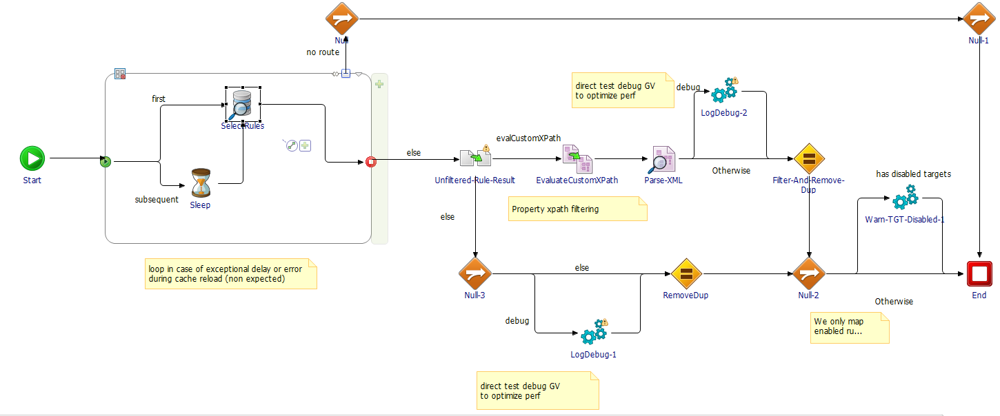 Null
Null-1
no route
first
SelectRules
direct test debug GV
to optimize perf
debug
LogDebug-2
Start
subsequent
Sleep
else
evalCustomXPath
Unfiltered-Rule-Result
EvaluateCustomXPath
Parse-XML
Otherwise
Filter-And-Remove-
Dup
has disabled targets
Warn-TGT-Disabled-1
Property xpath filtering
else
loop in case of exceptional delay or error
during cache reload (non expected)
Null-3
else
RemoveDup
Null-2
End
debug
LogDebug-1
Otherwise
We only map
enabled ru...
direct test debug GV
to optimize perf